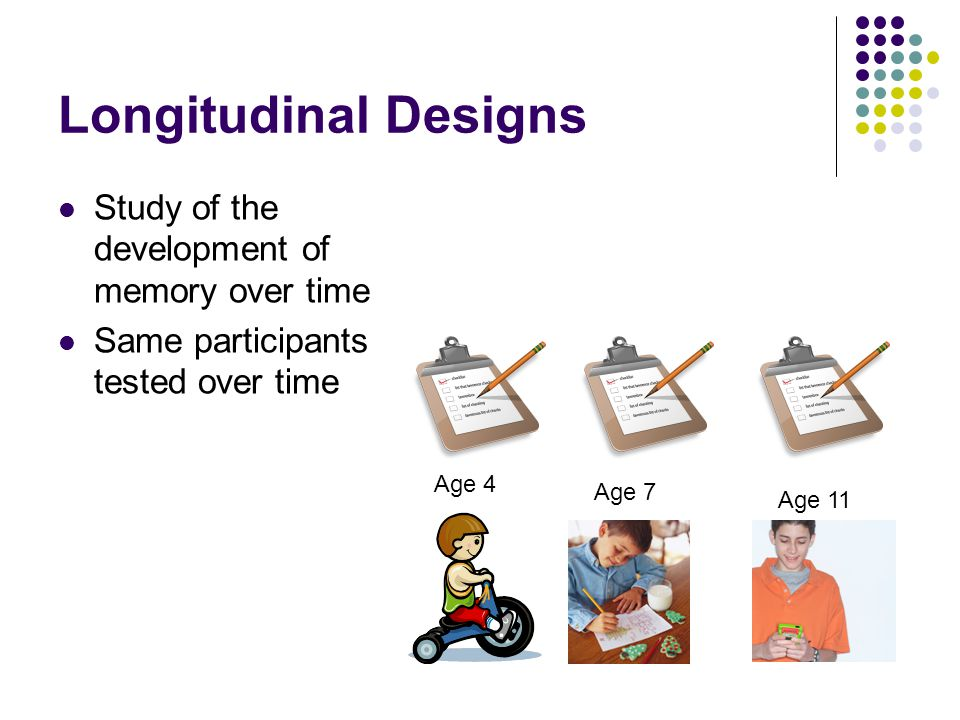 Longitudinal Designs
Study of the
development of
memory over time
Same participants
tested over time
Age 4
Age 7
Age 11